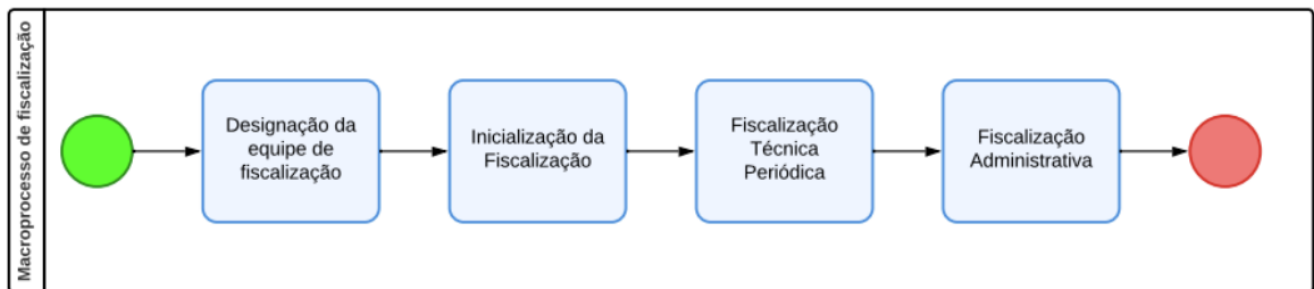 Macroprocesso de fiscalização
Designação da
equipe de
fiscalização
Inicialização da
Fiscalização
Fiscalização
Técnica
Periódica
Fiscalização
Administrativa